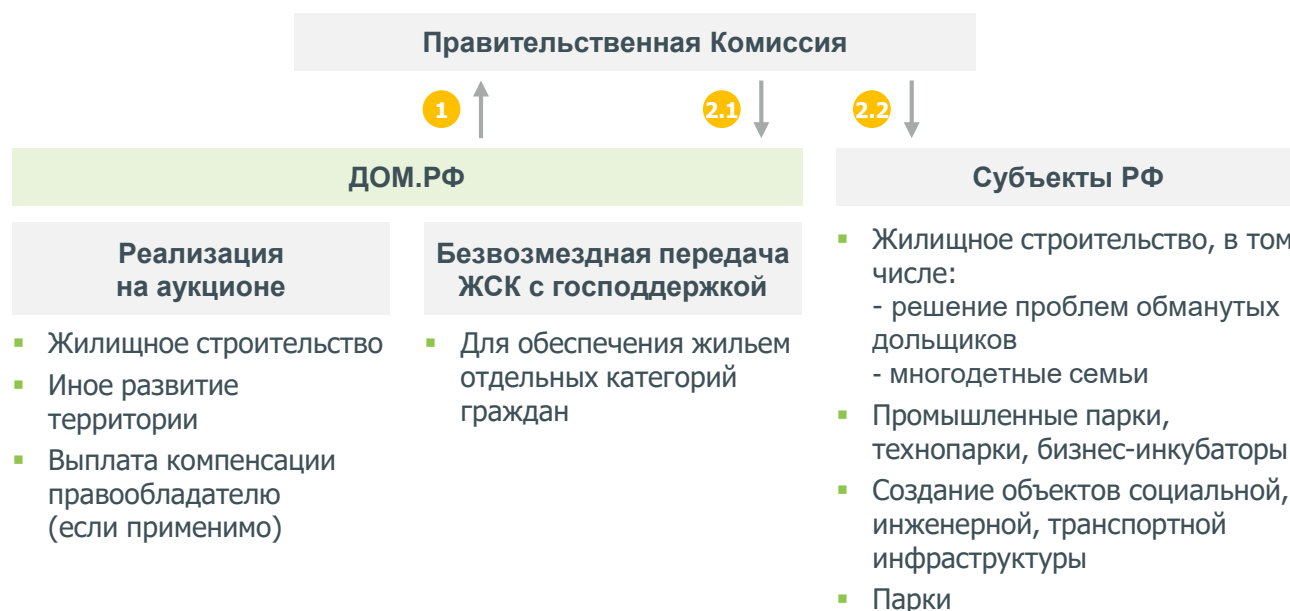 Правительственная Комиссия
1
2.1
2.2
ДОМ.РФ
Реализация
на аукционе
▪ Жилищное строительство
▪ Иное развитие
территории
▪ Выплата компенсации
правообладателю
(если применимо)
Безвозмездная передача
ЖСК с господдержкой
▪ Для обеспечения жильем
отдельных категорий
граждан
Субъекты РФ
▪ Жилищное строительство, в том
числе:
- решение проблем обманутых
дольщиков
- многодетные семьи
▪ Промышленные парки,
технопарки, бизнес-инкубаторы
▪ Создание объектов социальной,
инженерной, транспортной
инфраструктуры
▪ Парки